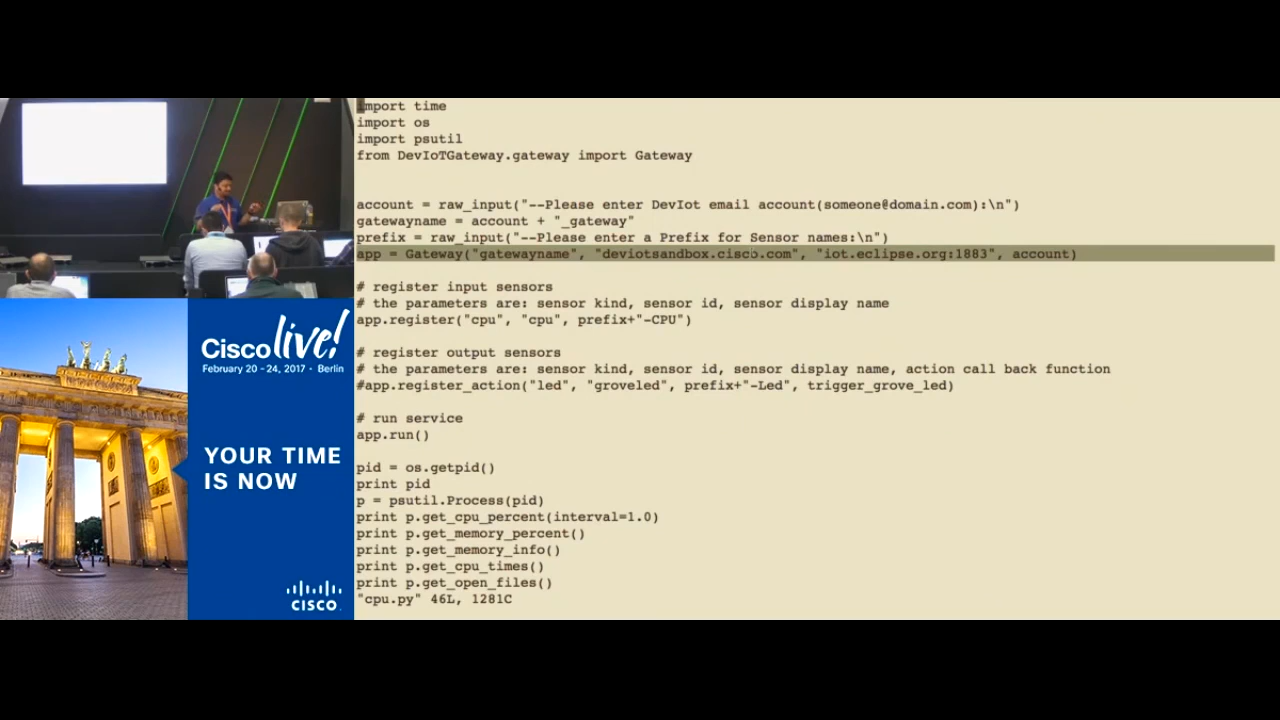 import time
import os
import psutil
from DevIoTGateway.gateway import Gateway
account = raw_input("--Please enter DevIot email account(someone@domain.com):\n")
gatewayname = account + "_gateway"
prefix = raw_input("--Please enter a Prefix for Sensor names:\n")
app = Gateway("gatewayname", "deviotsandbox.cisco.com", "iot.eclipse.org:1883", account)
# register input sensors
# the parameters are: sensor kind, sensor id, sensor display name
app.register("cpu", "cpu", prefix+"-CPU")
# register output sensors
# the parameters are: sensor kind, sensor id, sensor display name, action call back function
#app.register_action("led", "groveled", prefix+"-Led", trigger_grove_led)
# run service
app.run()
pid = os.getpid()
print pid
p = psutil.Process(pid)
print p.get_cpu_percent(interval=1.0)
print p.get_memory_percent()
print p.get_memory_info()
print p.get_cpu_times()
print p.get_open_files()
"cpu.py" 46L, 1281C
Cisco live!
February 20 - 24, 2017 • Berlin
YOUR TIME
IS NOW
CISCO